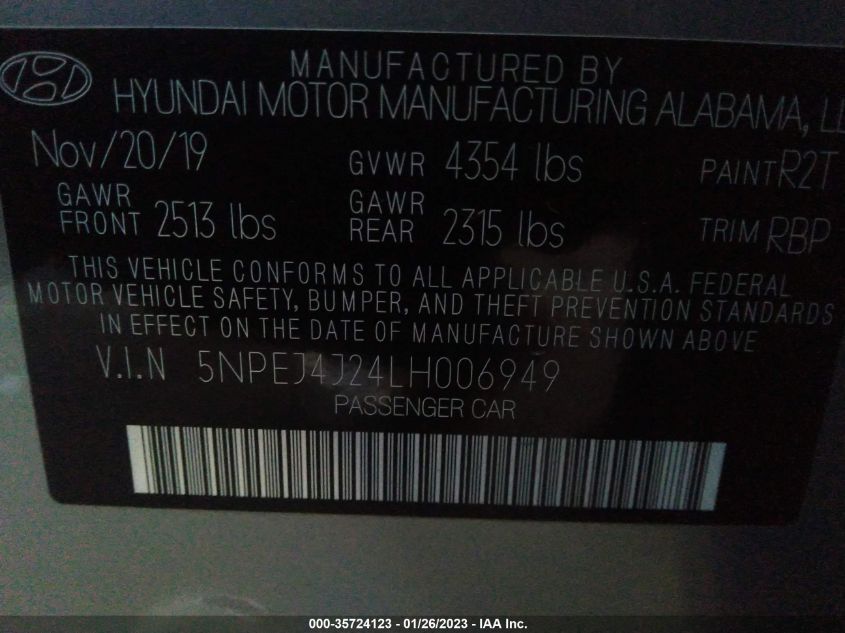 MANUFACTURED BY
HYUNDAI MOTOR MANUFACTURING ALABAMA, LL
Nov/20/19 GVWR 4354 lbs PAINT R2T
GAWR FRONT 2513 lbs GAWR REAR 2315 lbs TRIM RBP
THIS VEHICLE CONFORMS TO ALL APPLICABLE U.S.A. FEDERAL
MOTOR VEHICLE SAFETY, BUMPER, AND THEFT PREVENTION STANDARDS
IN EFFECT ON THE DATE OF MANUFACTURE SHOWN ABOVE
V.I.N 5NPEJ4J24LH006949
PASSENGER CAR
000-35724123 - 01/26/2023 - IAA Inc.